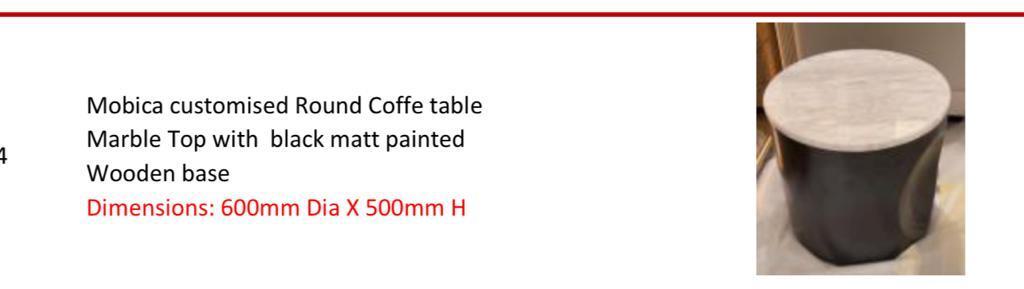 Mobica customised Round Coffe table
Marble Top with  black matt painted
4
Wooden base
Dimensions: 600mm Dia X 500mm H